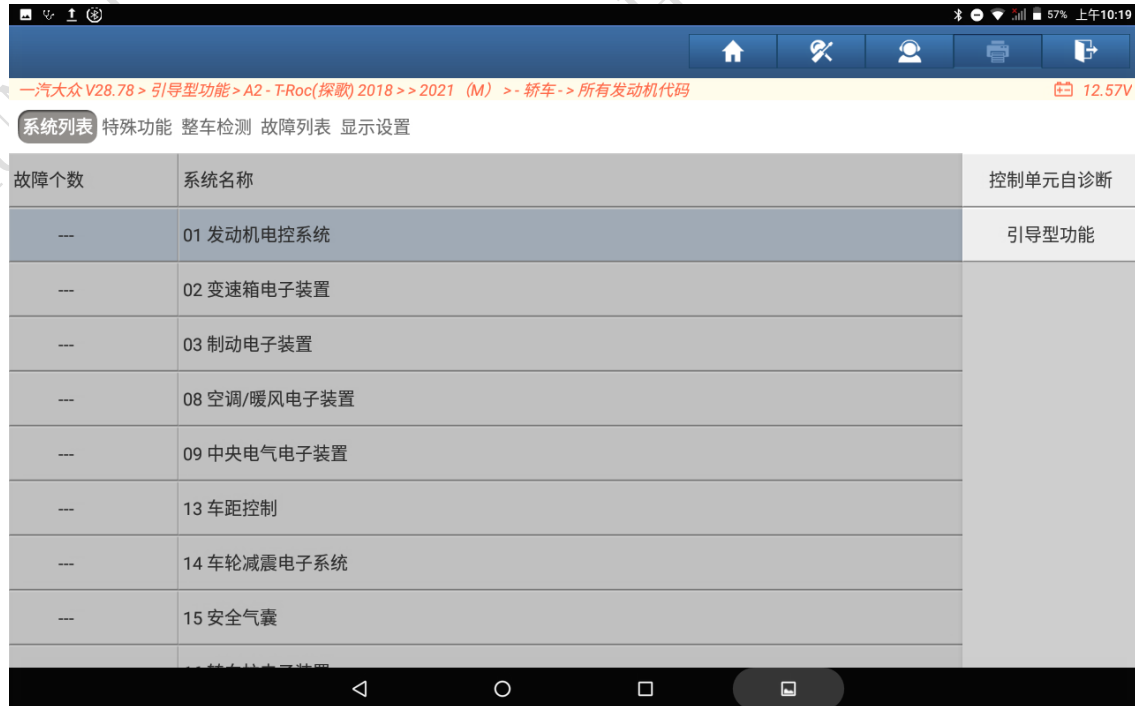 57% 上午10:19
一汽大众 V28.78 > 引导型功能 > A2 - T-Roc(探歌) 2018 > > 2021（M）> - 轿车 - > 所有发动机代码 12.57V
系统列表 特殊功能 整车检测 故障列表 显示设置
故障个数 系统名称 控制单元自诊断
--- 01 发动机电控系统 引导型功能
--- 02 变速箱电子装置
--- 03 制动电子装置
--- 08 空调/暖风电子装置
--- 09 中央电气电子装置
--- 13 车距控制
--- 14 车轮减震电子系统
--- 15 安全气囊